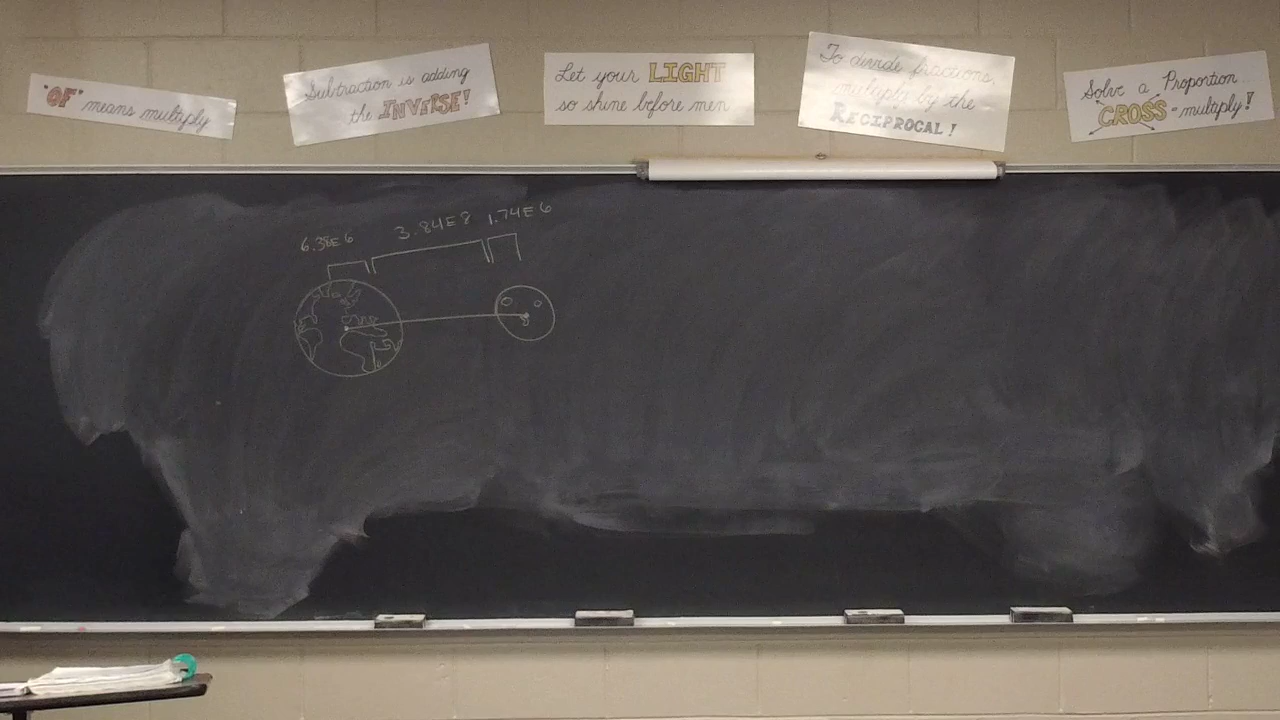 "OF" means multiply
Subtraction is adding
the INVERSE!
Let your LIGHT
so shine before men
To divide fractions,
multiply by the
RECIPROCAL!
Solve a Proportion...
CROSS-multiply!
6.38E6
3.84E8
1.74E6